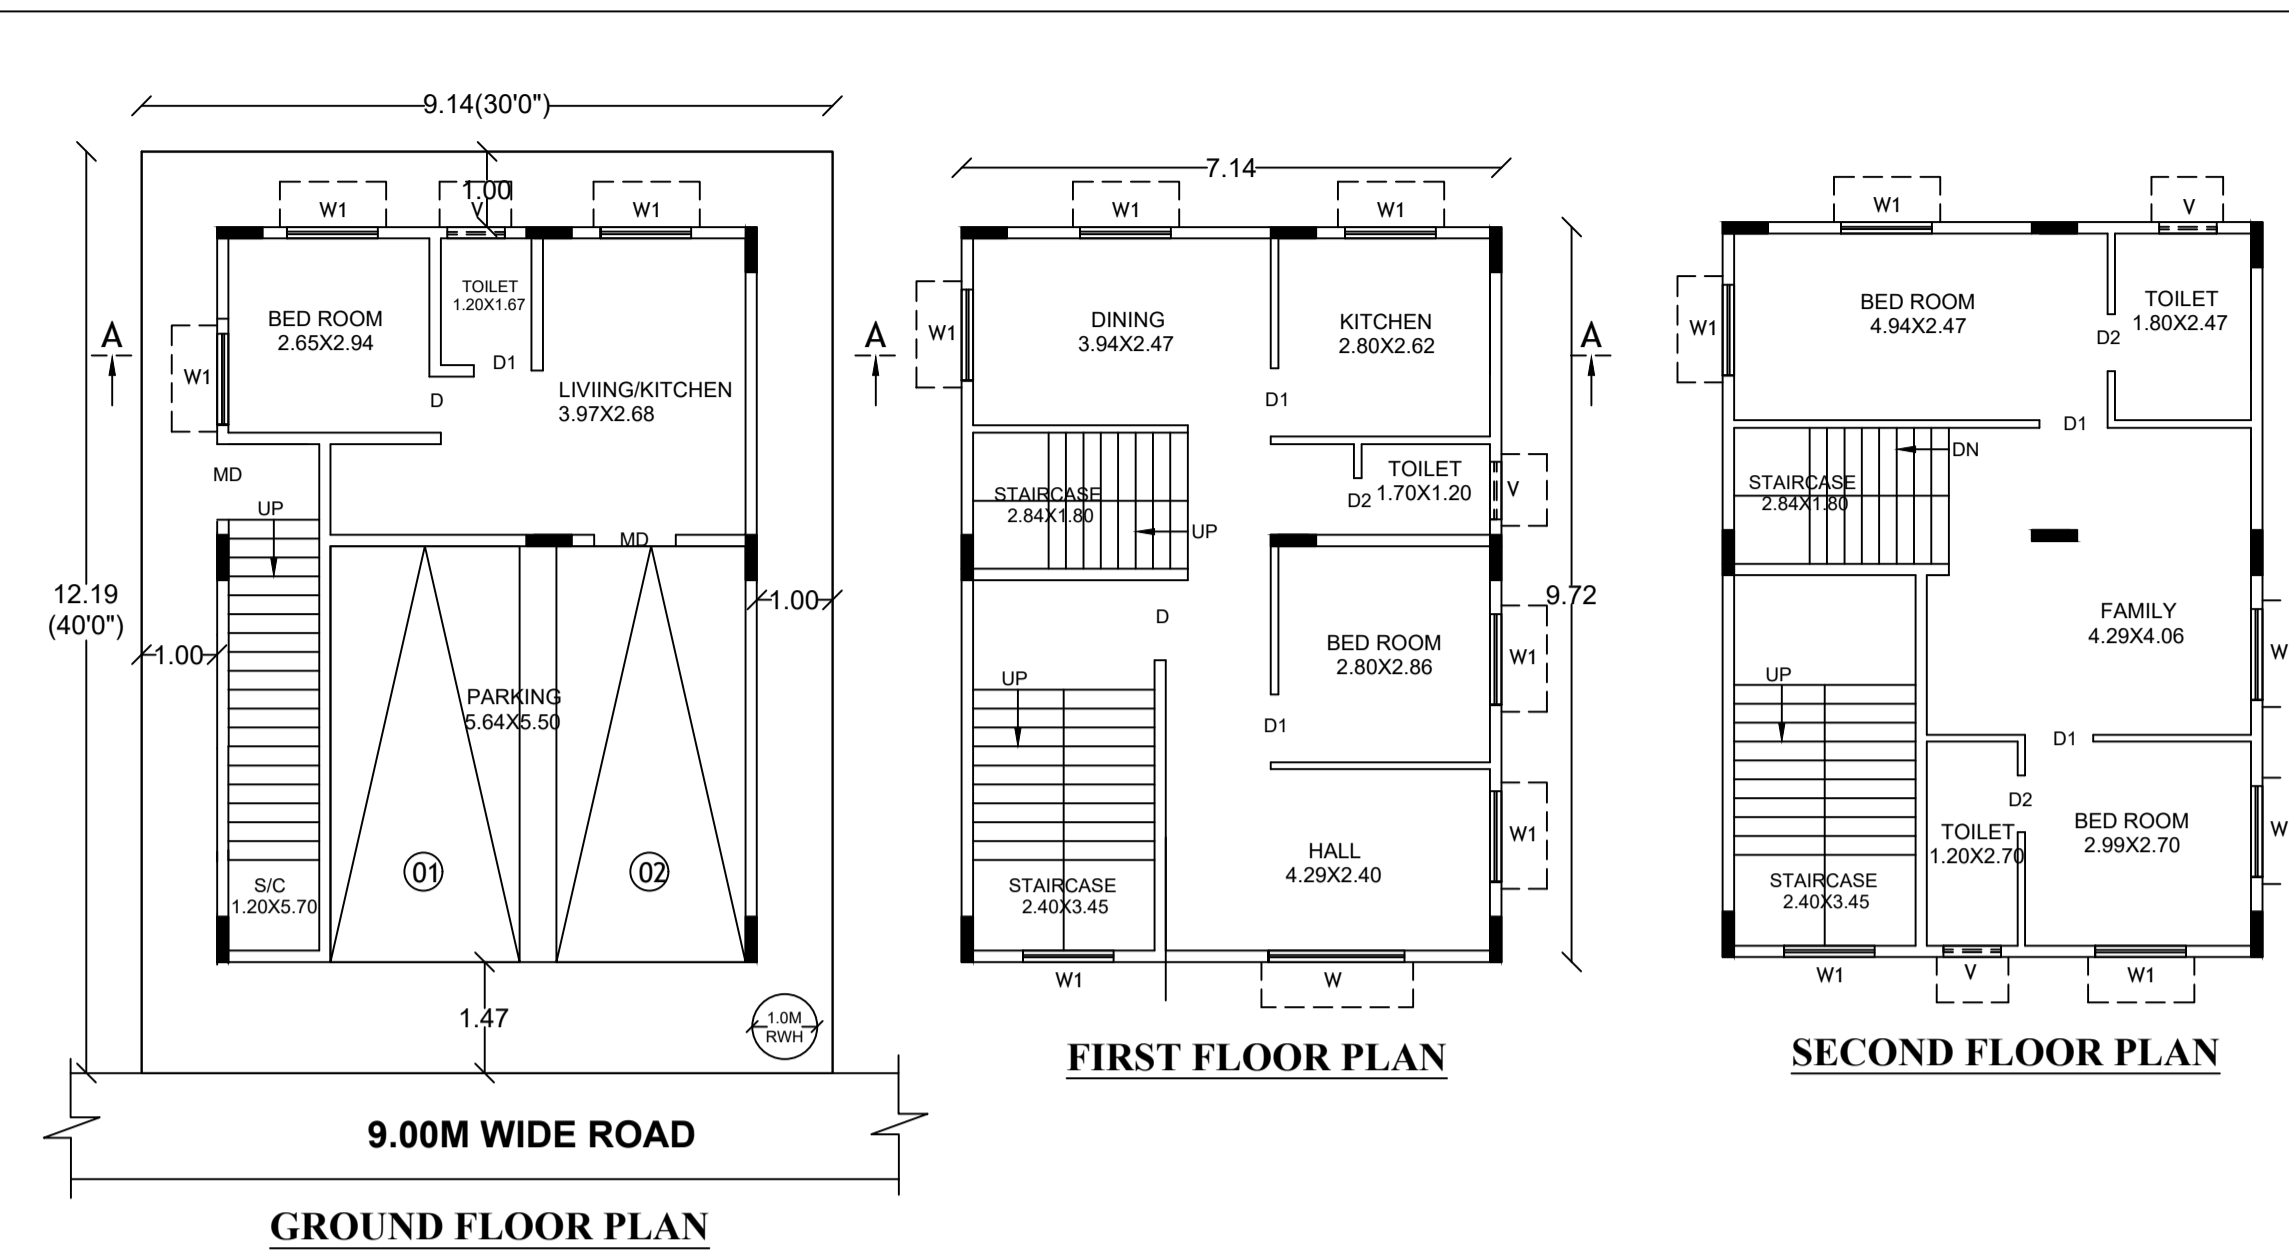 9.14(30'0")
1.00
W1
V
W1
TOILET
1.20X1.67
BED ROOM
2.65X2.94
A
W1
D1
D
LIVIING/KITCHEN
3.97X2.68
MD
UP
MD
12.19
(40'0")
1.00
1.00
PARKING
5.64X5.50
01
02
S/C
1.20X5.70
1.47
1.0M
RWH
9.00M WIDE ROAD
GROUND FLOOR PLAN
7.14
W1
W1
A
W1
DINING
3.94X2.47
KITCHEN
2.80X2.62
A
D1
STAIRCASE
2.84X1.80
UP
TOILET
1.70X1.20
D2
V
D
9.72
BED ROOM
2.80X2.86
W1
UP
D1
HALL
4.29X2.40
W1
STAIRCASE
2.40X3.45
W1
W
FIRST FLOOR PLAN
W1
V
W1
BED ROOM
4.94X2.47
TOILET
1.80X2.47
D2
D1
DN
STAIRCASE
2.84X1.80
FAMILY
4.29X4.06
W
UP
D1
D2
TOILET
1.20X2.70
BED ROOM
2.99X2.70
W
STAIRCASE
2.40X3.45
W1
V
W1
SECOND FLOOR PLAN